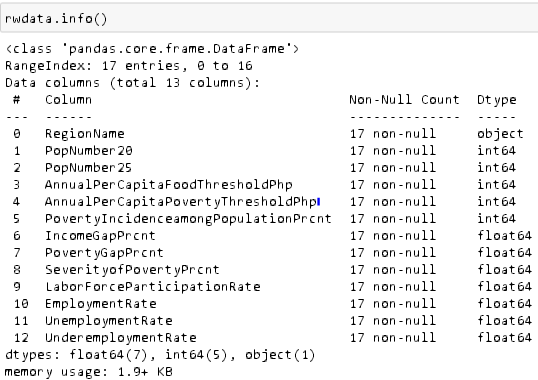 rwdata.info()
<class 'pandas.core.frame.DataFrame'>
RangeIndex: 17 entries, 0 to 16
Data columns (total 13 columns):
 #   Column                                Non-Null Count  Dtype
---  ------                                --------------  -----
 0   RegionName                            17 non-null     object
 1   PopNumber20                           17 non-null     int64
 2   PopNumber25                           17 non-null     int64
 3   AnnualPerCapitaFoodThresholdPhp       17 non-null     int64
 4   AnnualPerCapitaPovertyThresholdPhp    17 non-null     int64
 5   PovertyIncidenceamongPopulationPrcnt  17 non-null     int64
 6   IncomeGapPrcnt                        17 non-null     float64
 7   PovertyGapPrcnt                       17 non-null     float64
 8   SeverityofPovertyPrcnt                17 non-null     float64
 9   LaborForceParticipationRate           17 non-null     float64
 10  EmploymentRate                        17 non-null     float64
 11  UnemploymentRate                      17 non-null     float64
 12  UnderemploymentRate                   17 non-null     float64
dtypes: float64(7), int64(5), object(1)
memory usage: 1.9+ KB